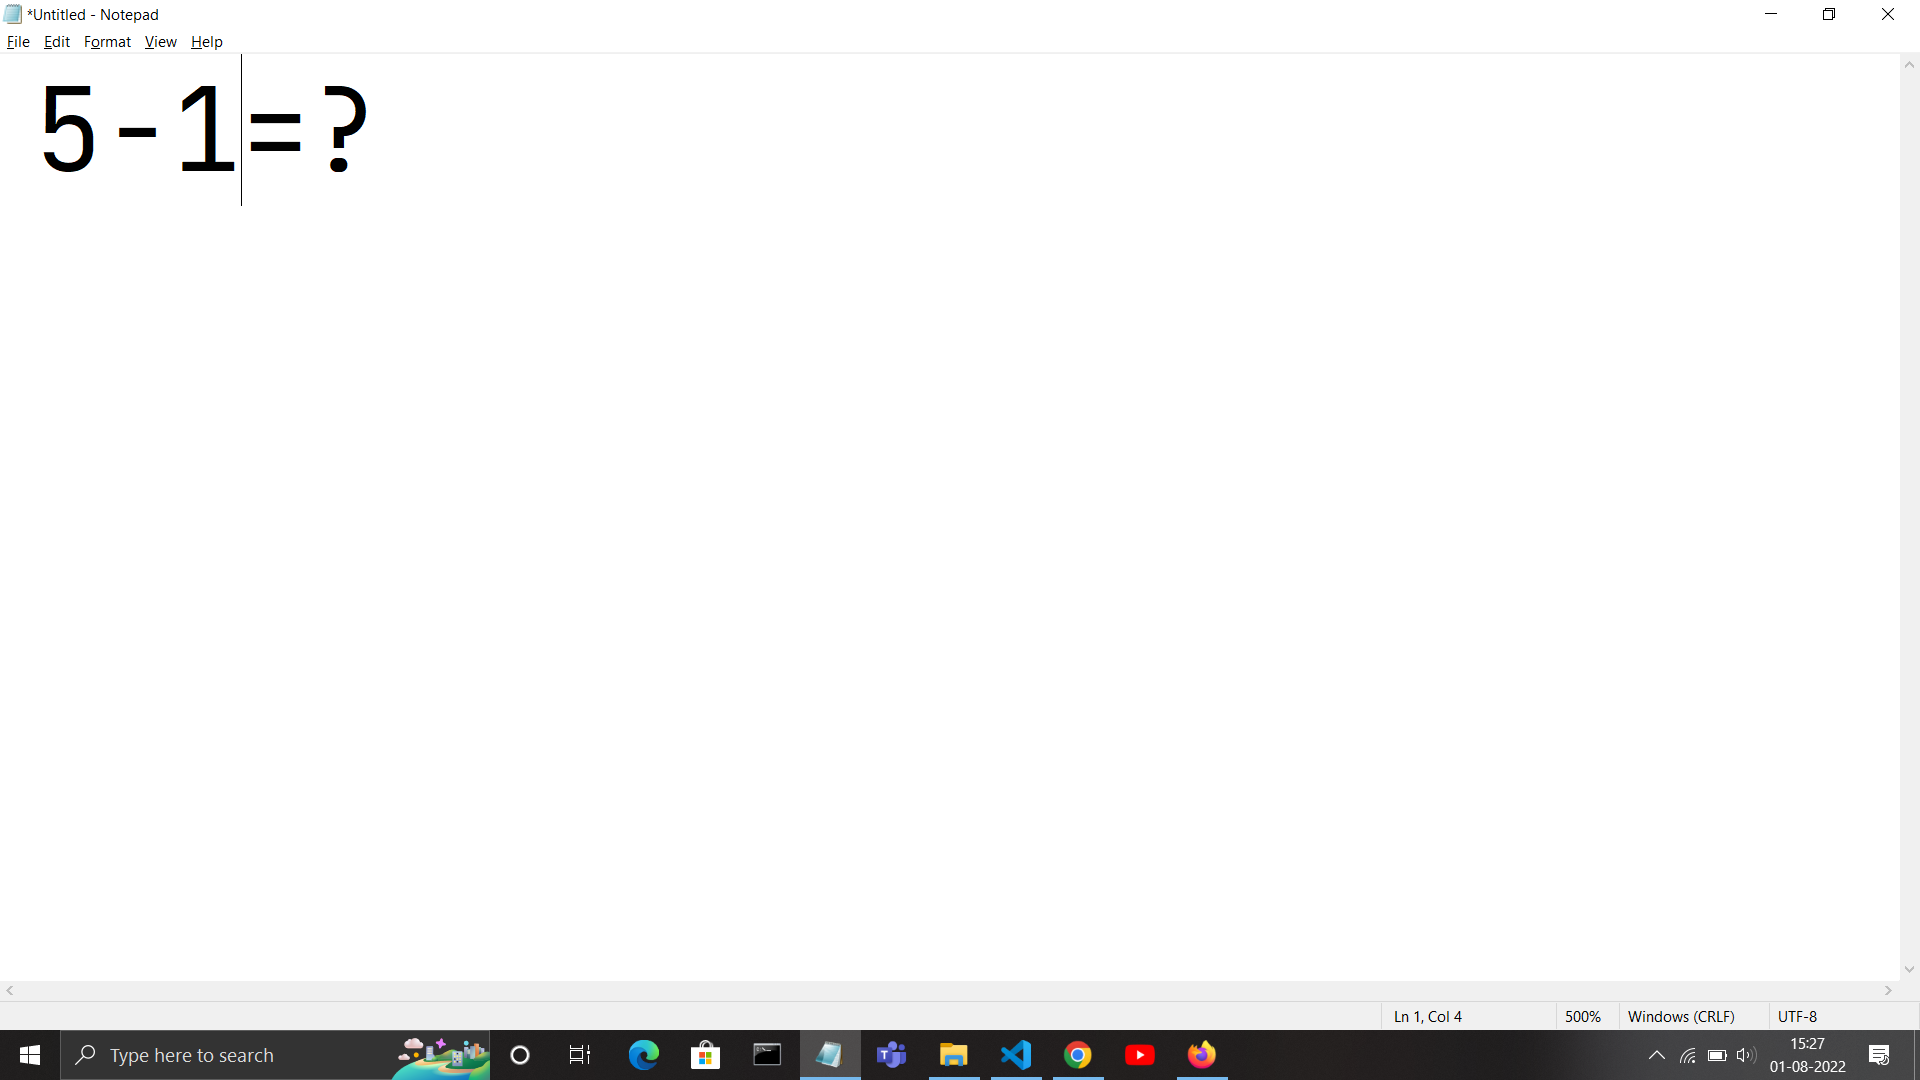 *Untitled - Notepad
File Edit Format View Help
5-1=?
Ln 1, Col 4 500% Windows (CRLF) UTF-8
Type here to search
15:27
01-08-2022